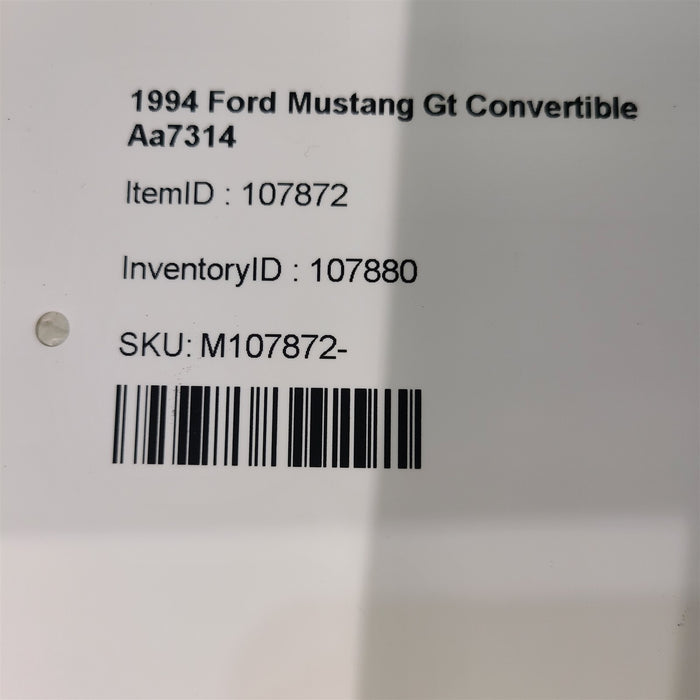 1994 Ford Mustang Gt Convertible
Aa7314
ItemID : 107872
InventoryID : 107880
SKU: M107872-